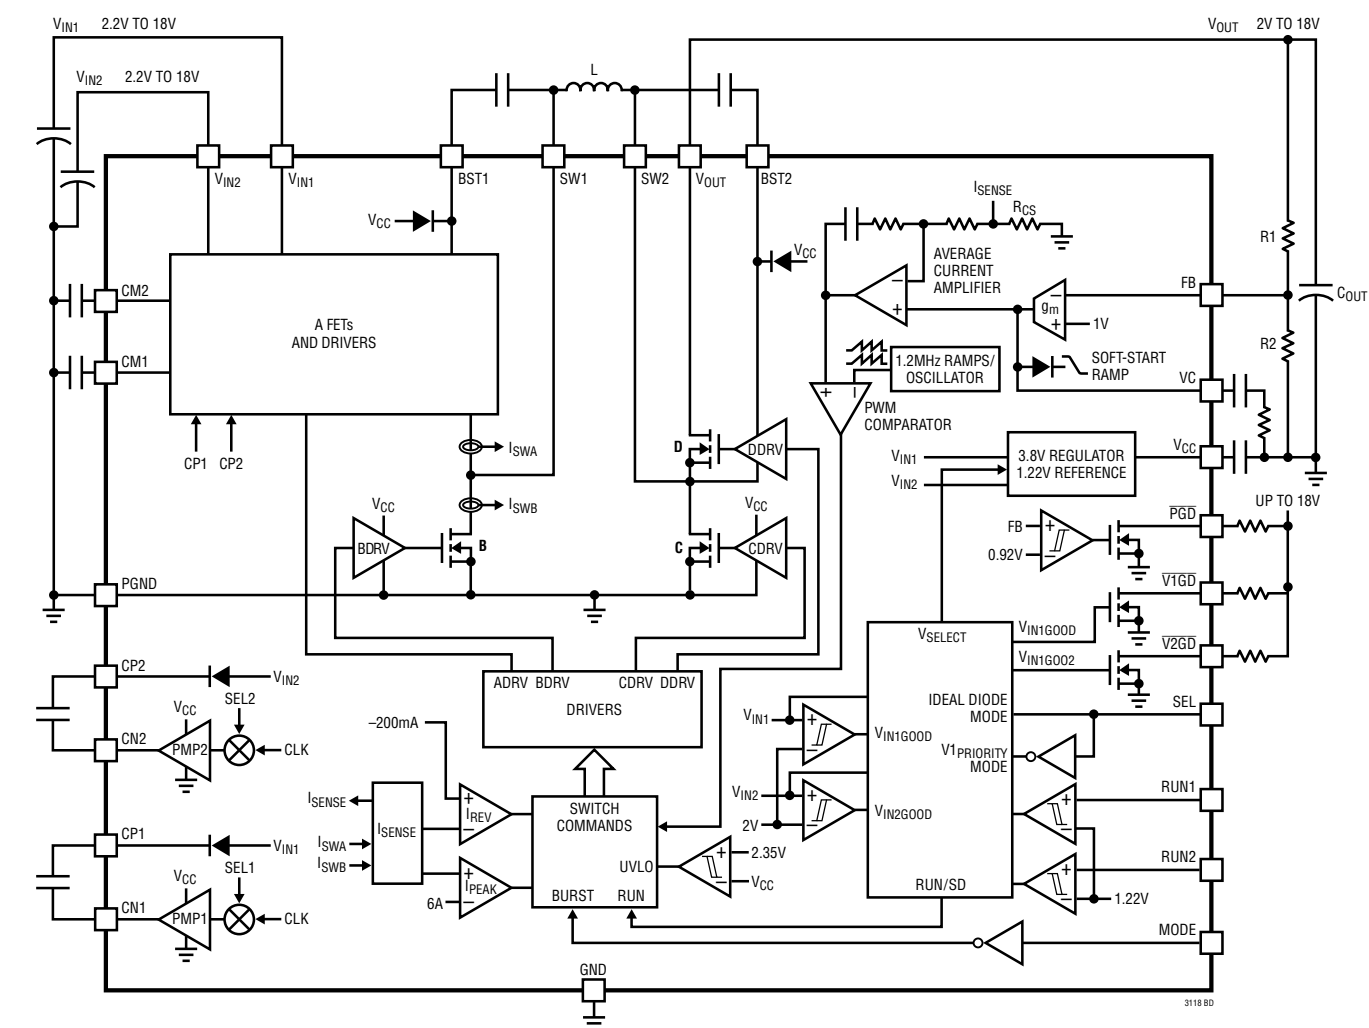 VIN1 2.2V TO 18V
VOUT 2V TO 18V
VIN2 2.2V TO 18V
L
VIN2
VIN1
BST1
SW1
SW2
VOUT
BST2
ISENSE
RCS
VCC
VCC
R1
AVERAGE
CURRENT
AMPLIFIER
–
+
FB
–
gm
+
1V
COUT
CM2
A FETs
AND DRIVERS
CM1
1.2MHz RAMPS/
OSCILLATOR
SOFT-START
RAMP
R2
VC
+
–
PWM
COMPARATOR
CP1
CP2
ISWA
D
DDRV
VIN1
VIN2
3.8V REGULATOR
1.22V REFERENCE
VCC
ISWB
VCC
BDRV
B
VCC
C
CDRV
UP TO 18V
FB
+
0.92V
–
PGD
PGND
V1GD
VSELECT
VIN1GOOD
V2GD
VIN1GOO2
CP2
VIN2
ADRV BDRV
CDRV DDRV
DRIVERS
SEL2
VCC
CN2
PMP2
CLK
IDEAL DIODE
MODE
SEL
–200mA
VIN1
+
–
VIN1GOOD
V1PRIORITY
MODE
ISENSE
ISENSE
ISWA
ISWB
+
IREV
–
SWITCH
COMMANDS
VIN2
+
2V
–
VIN2GOOD
+
–
RUN1
CP1
VIN1
SEL1
VCC
CN1
PMP1
CLK
+
IPEAK
6A
–
UVLO
BURST
RUN
+
2.35V
–
VCC
RUN/SD
+
–
RUN2
1.22V
MODE
GND
3118 BD